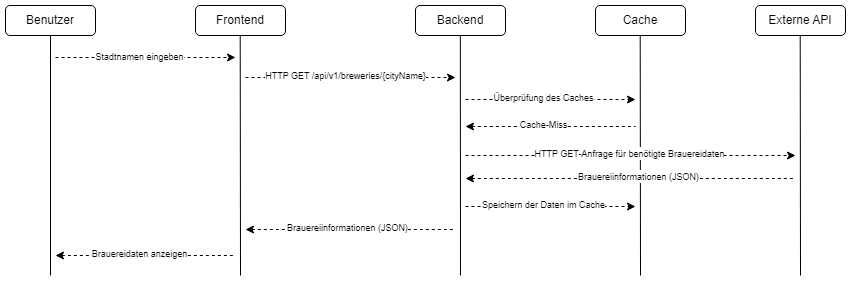 Benutzer
Frontend
Backend
Cache
Externe API
Stadtnamen eingeben
HTTP GET /api/v1/breweries/{cityName}
Überprüfung des Caches
Cache-Miss
HTTP GET-Anfrage für benötigte Brauereidaten
Brauereiinformationen (JSON)
Speichern der Daten im Cache
Brauereiinformationen (JSON)
Brauereidaten anzeigen